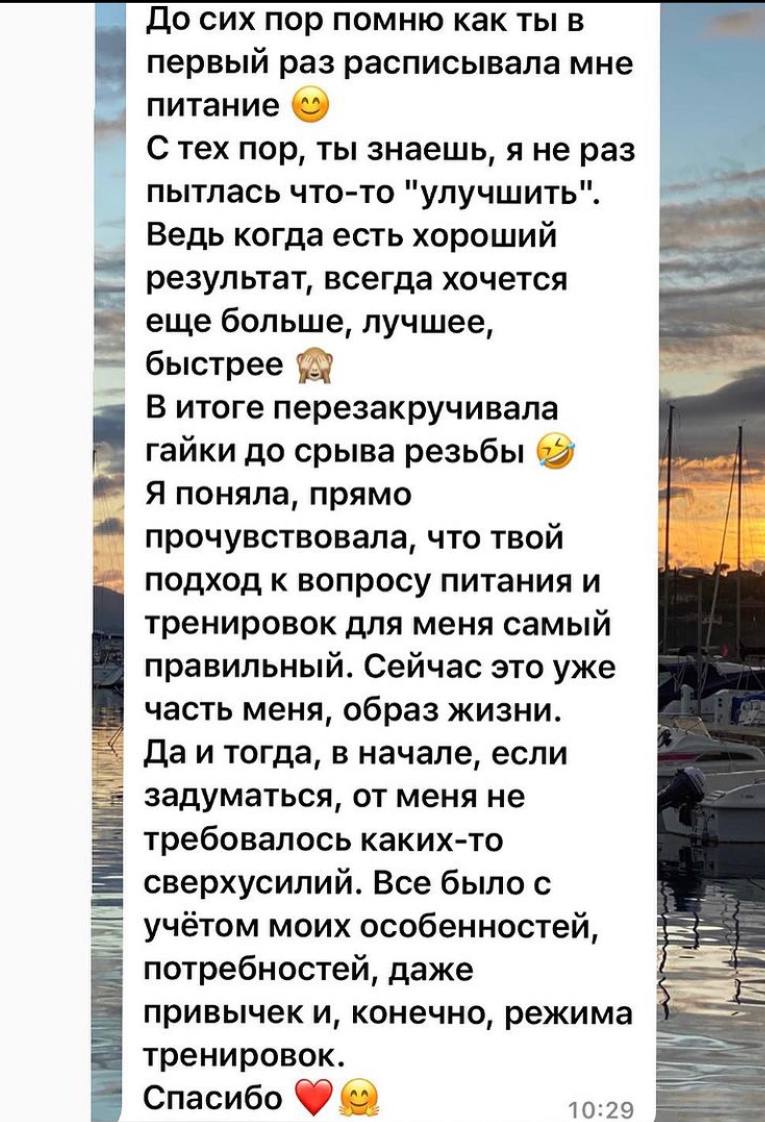 До сих пор помню как ты в
первый раз расписывала мне
питание 😊
С тех пор, ты знаешь, я не раз
пытлась что-то "улучшить".
Ведь когда есть хороший
результат, всегда хочется
еще больше, лучшее,
быстрее 🙈
В итоге перезакручивала
гайки до срыва резьбы 🤣
Я поняла, прямо
прочувствовала, что твой
подход к вопросу питания и
тренировок для меня самый
правильный. Сейчас это уже
часть меня, образ жизни.
Да и тогда, в начале, если
задуматься, от меня не
требовалось каких-то
сверхусилий. Все было с
учётом моих особенностей,
потребностей, даже
привычек и, конечно, режима
тренировок.
Спасибо ❤️🤗
10:29